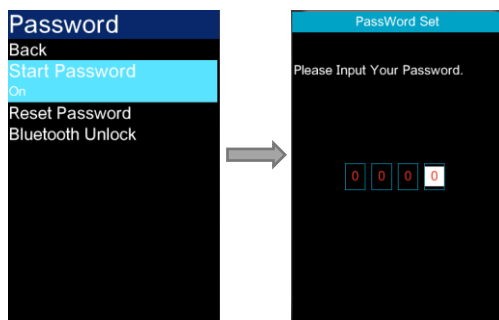 Password
Back
Start Password
On
Reset Password
Bluetooth Unlock
PassWord Set
Please Input Your Password.
0 0 0 0